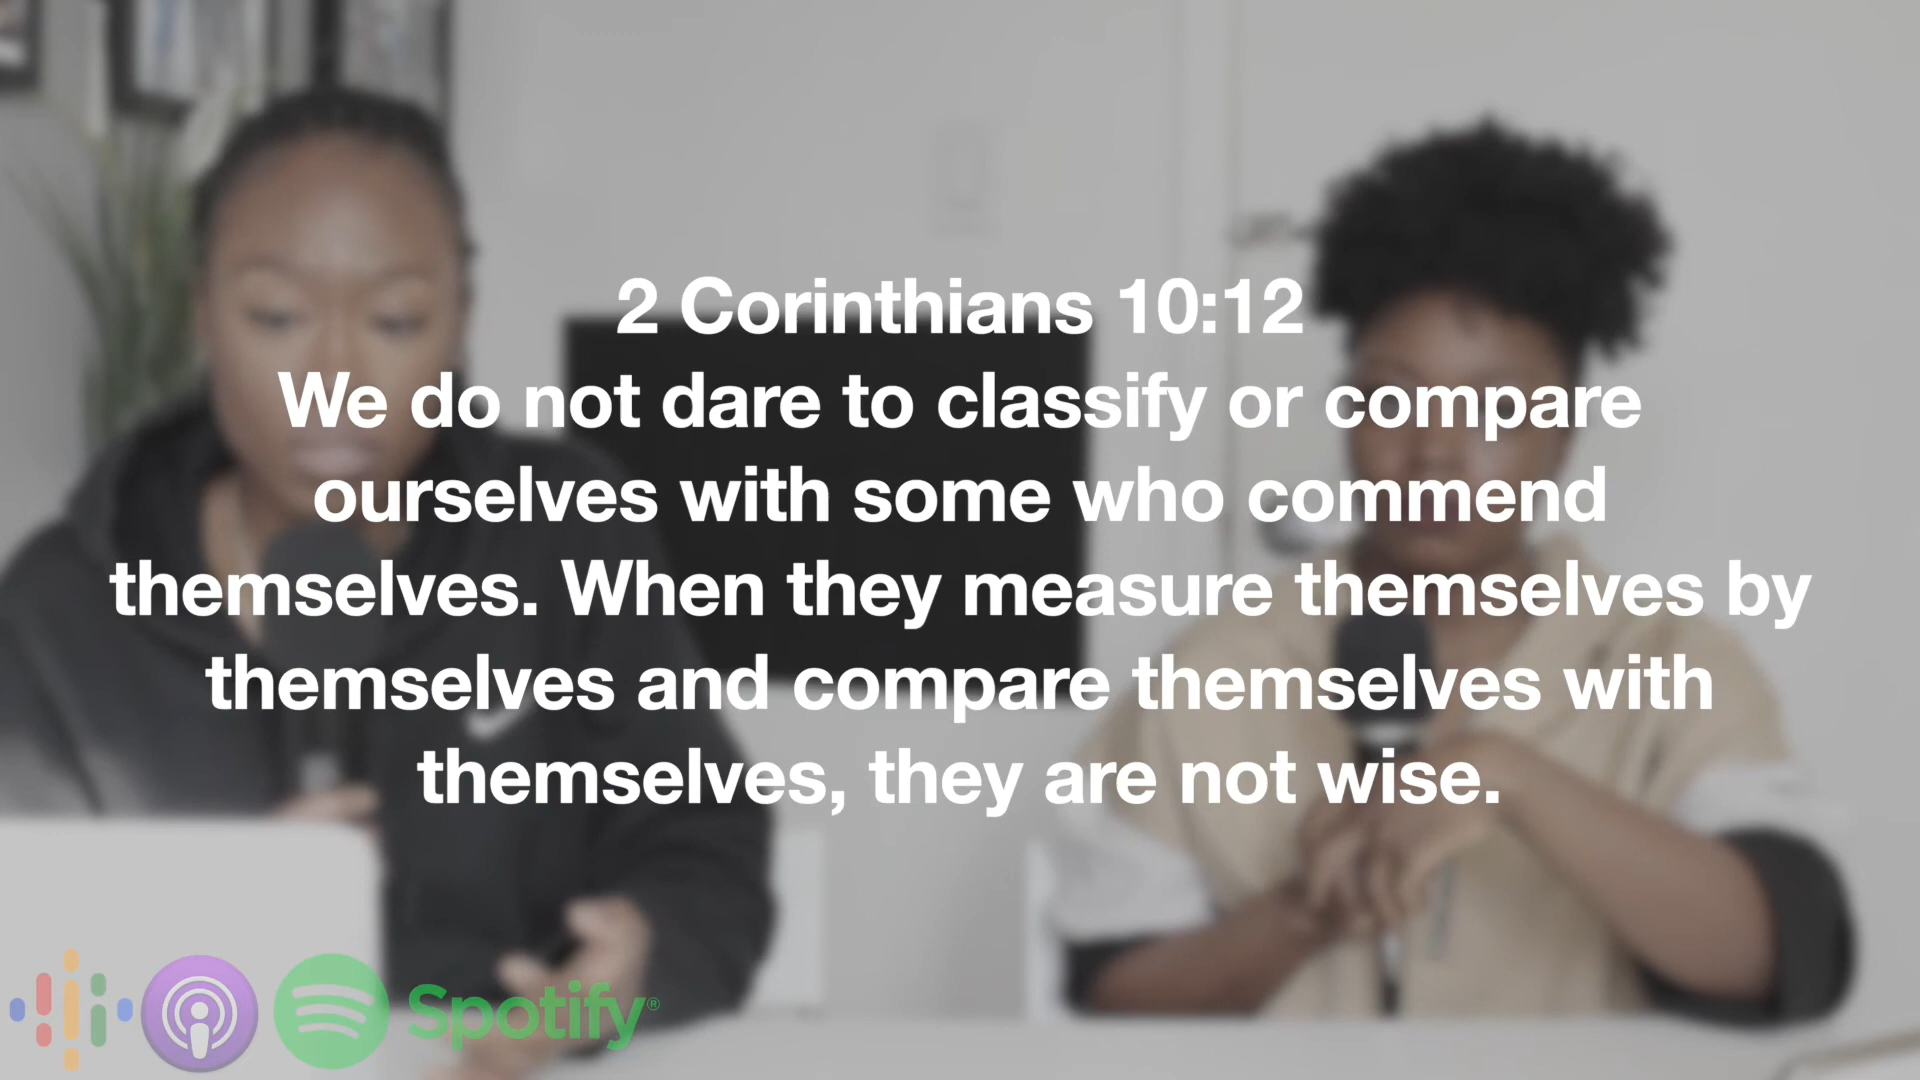 2 Corinthians 10:12
We do not dare to classify or compare
ourselves with some who commend
themselves. When they measure themselves by
themselves and compare themselves with
themselves, they are not wise.
Spotify®